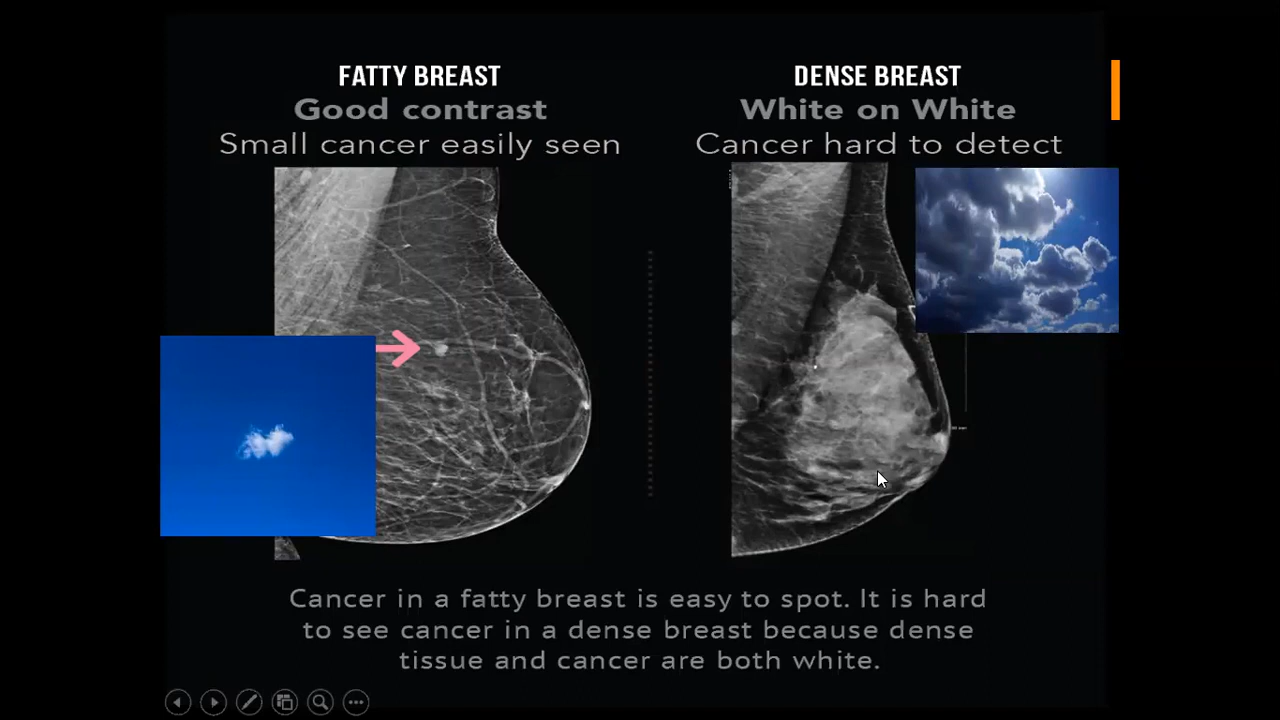 FATTY BREAST
Good contrast
Small cancer easily seen
DENSE BREAST
White on White
Cancer hard to detect
Cancer in a fatty breast is easy to spot. It is hard
to see cancer in a dense breast because dense
tissue and cancer are both white.